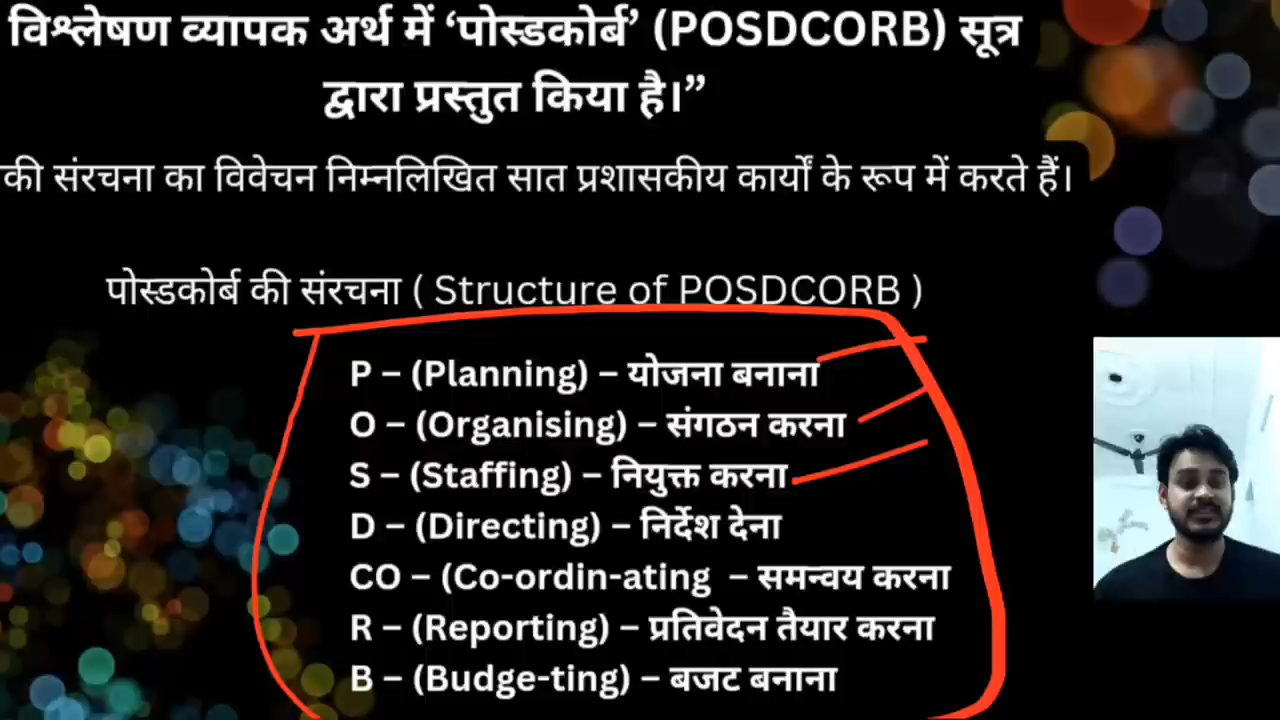 विश्लेषण व्यापक अर्थ में ‘पोस्डकोर्ब’ (POSDCORB) सूत्र
द्वारा प्रस्तुत किया है।”
की संरचना का विवेचन निम्नलिखित सात प्रशासकीय कार्यों के रूप में करते हैं।
पोस्डकोर्ब की संरचना ( Structure of POSDCORB )
P – (Planning) – योजना बनाना
O – (Organising) – संगठन करना
S – (Staffing) – नियुक्त करना
D – (Directing) – निर्देश देना
CO – (Co-ordin-ating – समन्वय करना
R – (Reporting) – प्रतिवेदन तैयार करना
B – (Budge-ting) – बजट बनाना